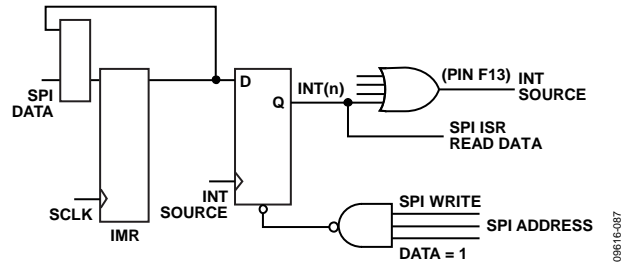 SPI
DATA
SCLK
IMR
D
Q
INT
SOURCE
INT(n)
(PIN F13)
INT
SOURCE
SPI ISR
READ DATA
SPI WRITE
SPI ADDRESS
DATA = 1
09616-087